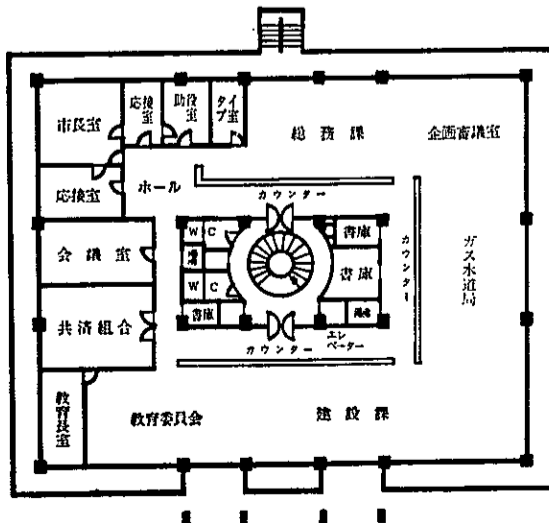 市長室
応接室
助役室
タイプ室
総務課
企画審議室
応接室
ホール
カウンター
W C
書庫
会議室
書庫
カウンター
ガス水道局
W C
書庫
共済組合
カウンター
エレベーター
教育長室
教育委員会
建設課